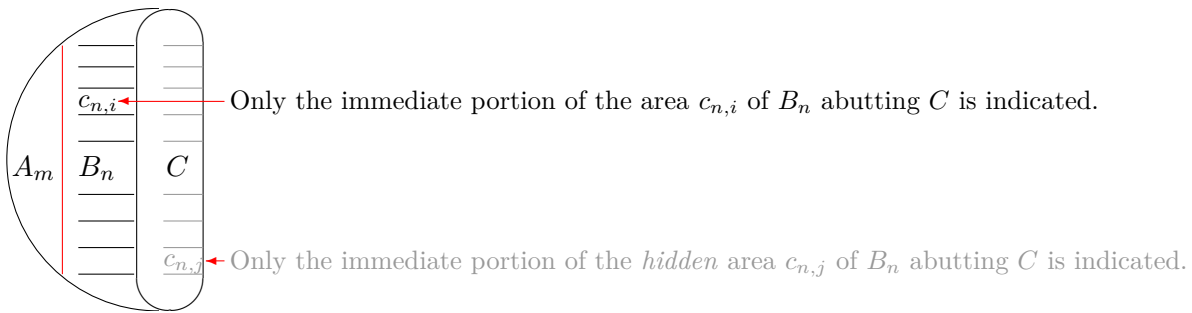 c_{n,i} Only the immediate portion of the area c_{n,i} of B_n abutting C is indicated.
A_m B_n C
c_{n,j} Only the immediate portion of the hidden area c_{n,j} of B_n abutting C is indicated.